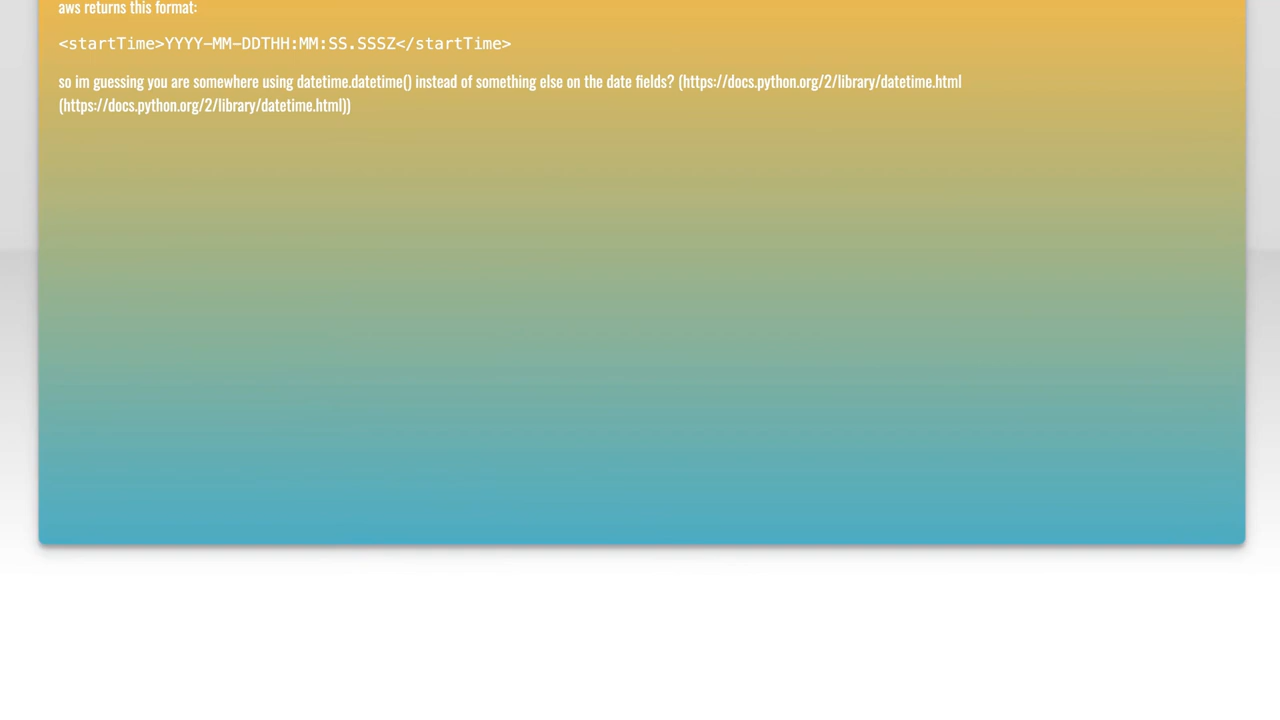 aws returns this format:
<startTime>YYYY-MM-DDTHH:MM:SS.SSSZ</startTime>
so im guessing you are somewhere using datetime.datetime() instead of something else on the date fields? (https://docs.python.org/2/library/datetime.html
(https://docs.python.org/2/library/datetime.html))